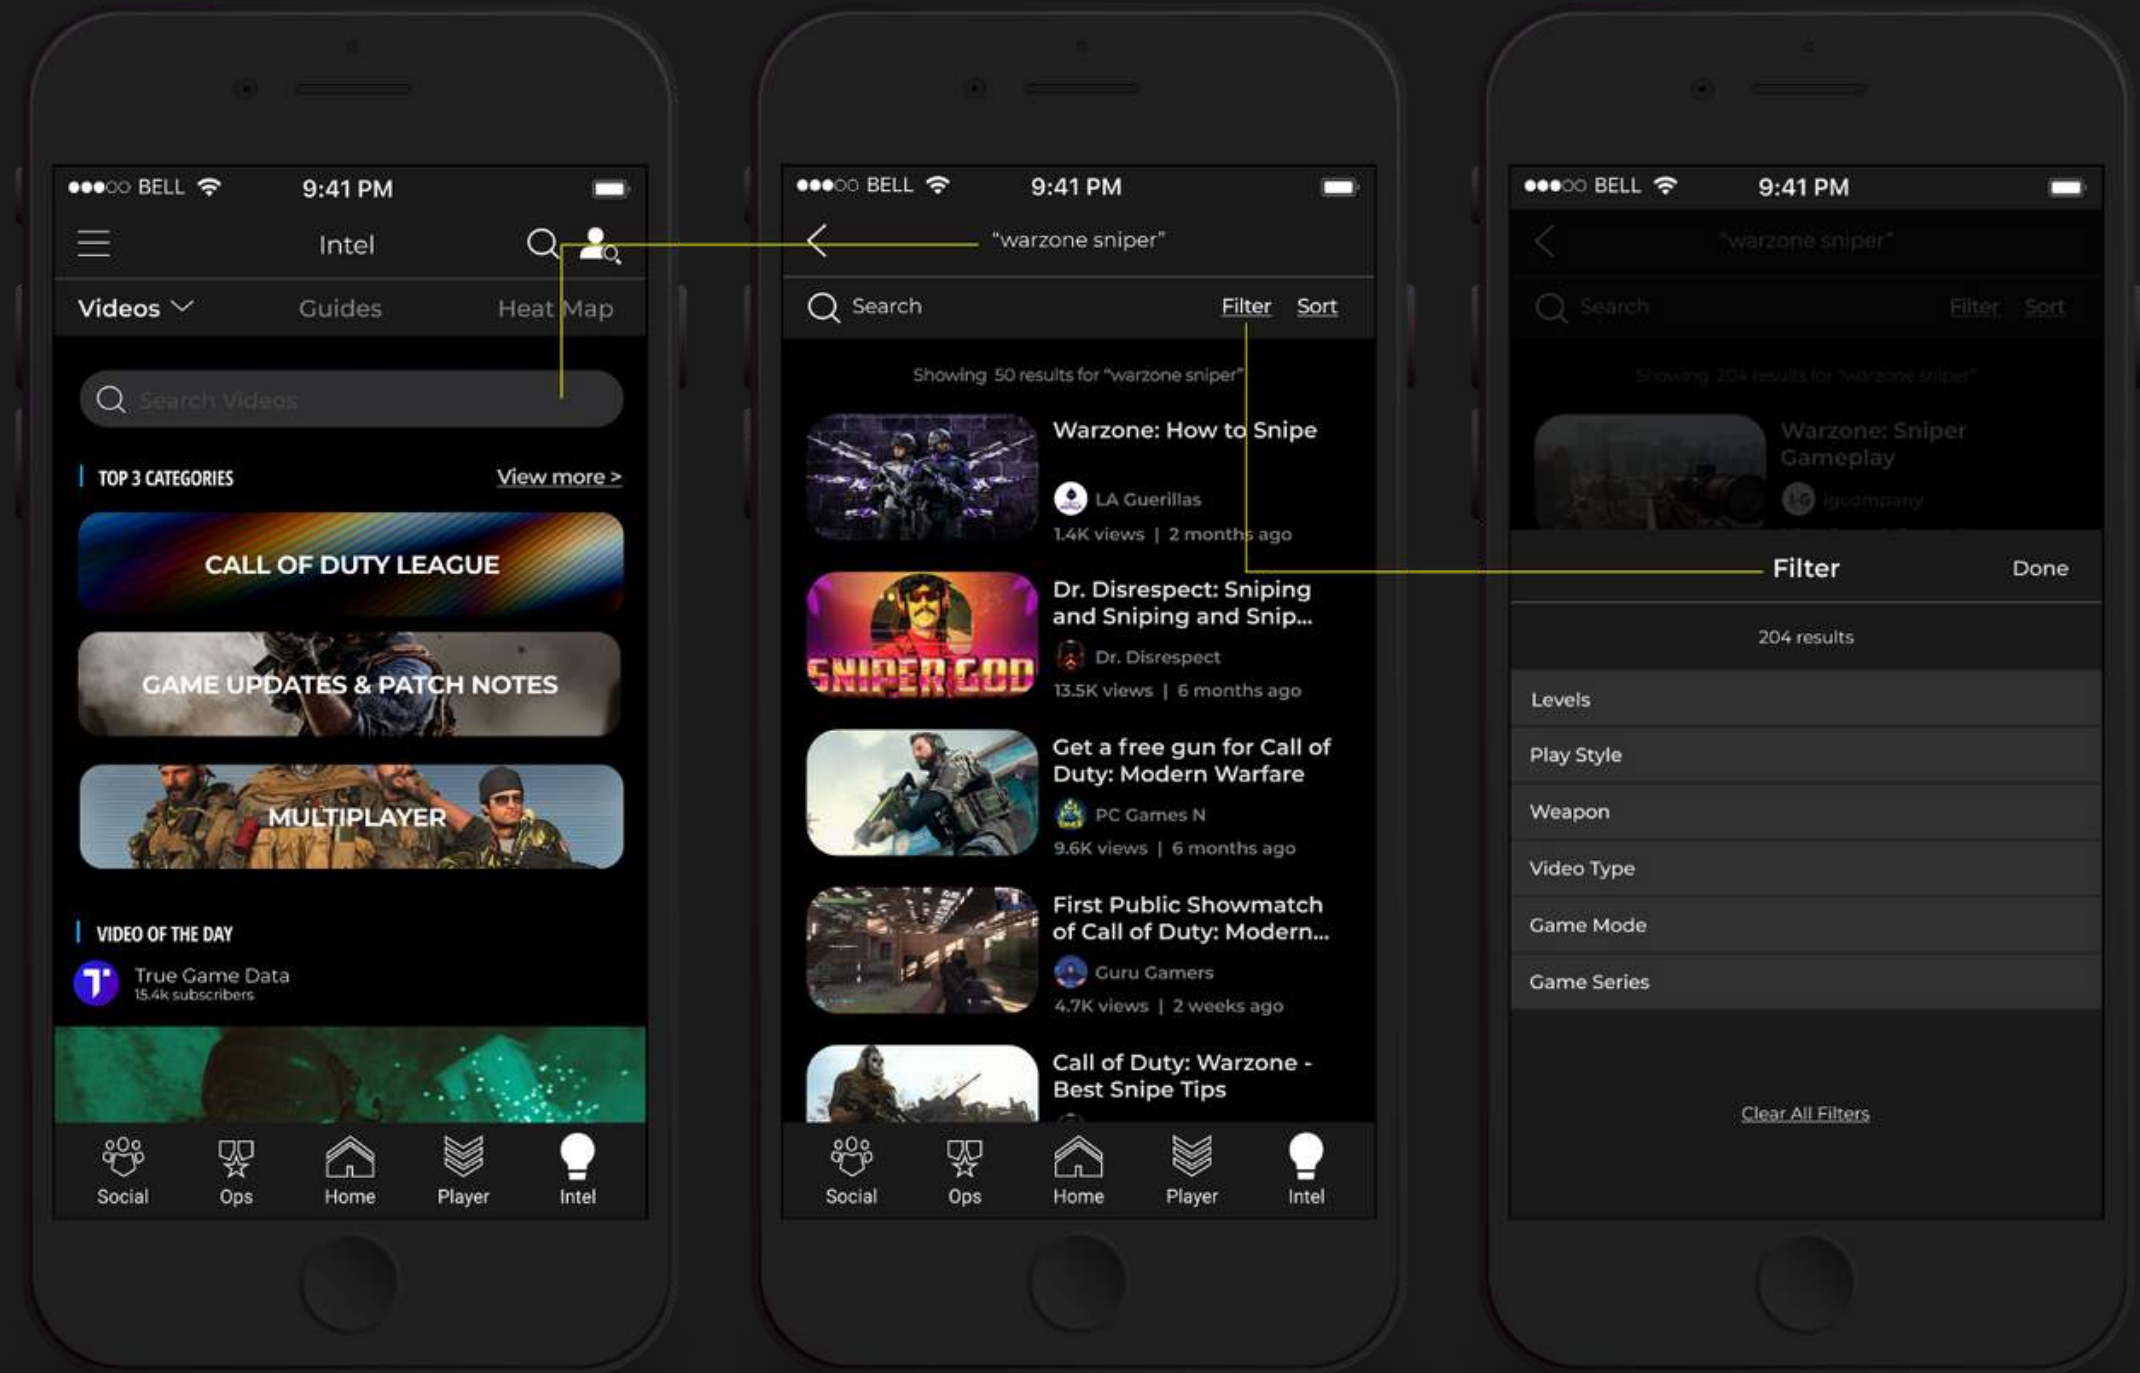 BELL
9:41 PM
Intel
Videos
Guides
Heat Map
Search Videos
TOP 3 CATEGORIES
View more >
CALL OF DUTY LEAGUE
GAME UPDATES & PATCH NOTES
MULTIPLAYER
VIDEO OF THE DAY
True Game Data
15.4k subscribers
Social
Ops
Home
Player
Intel
BELL
9:41 PM
“warzone sniper”
Search
Filter
Sort
Showing 50 results for “warzone sniper”
Warzone: How to Snipe
LA Guerillas
1.4K views | 2 months ago
SNIPER GOD
Dr. Disrespect: Sniping
and Sniping and Snip...
Dr. Disrespect
13.5K views | 6 months ago
Get a free gun for Call of
Duty: Modern Warfare
PC Games N
9.6K views | 6 months ago
First Public Showmatch
of Call of Duty: Modern...
Guru Gamers
4.7K views | 2 weeks ago
Call of Duty: Warzone -
Best Snipe Tips
Social
Ops
Home
Player
Intel
BELL
9:41 PM
“warzone sniper”
Search
Filter
Sort
Showing 204 results for “warzone sniper”
Warzone: Sniper
Gameplay
igcompany
Filter
Done
204 results
Levels
Play Style
Weapon
Video Type
Game Mode
Game Series
Clear All Filters